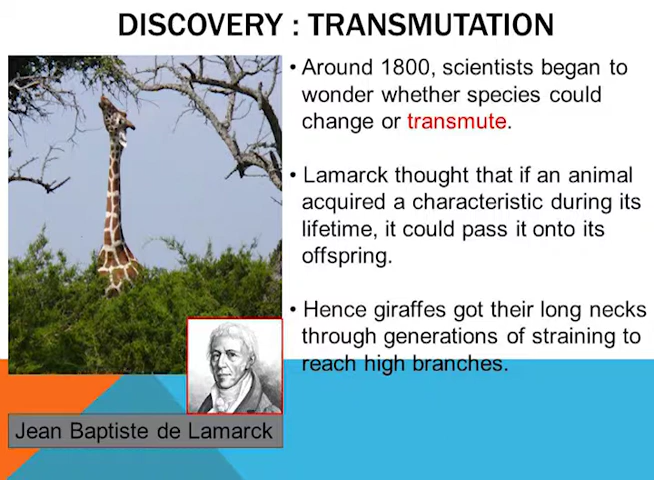 DISCOVERY : TRANSMUTATION
• Around 1800, scientists began to
wonder whether species could
change or transmute.
• Lamarck thought that if an animal
acquired a characteristic during its
lifetime, it could pass it onto its
offspring.
• Hence giraffes got their long necks
through generations of straining to
reach high branches.
Jean Baptiste de Lamarck